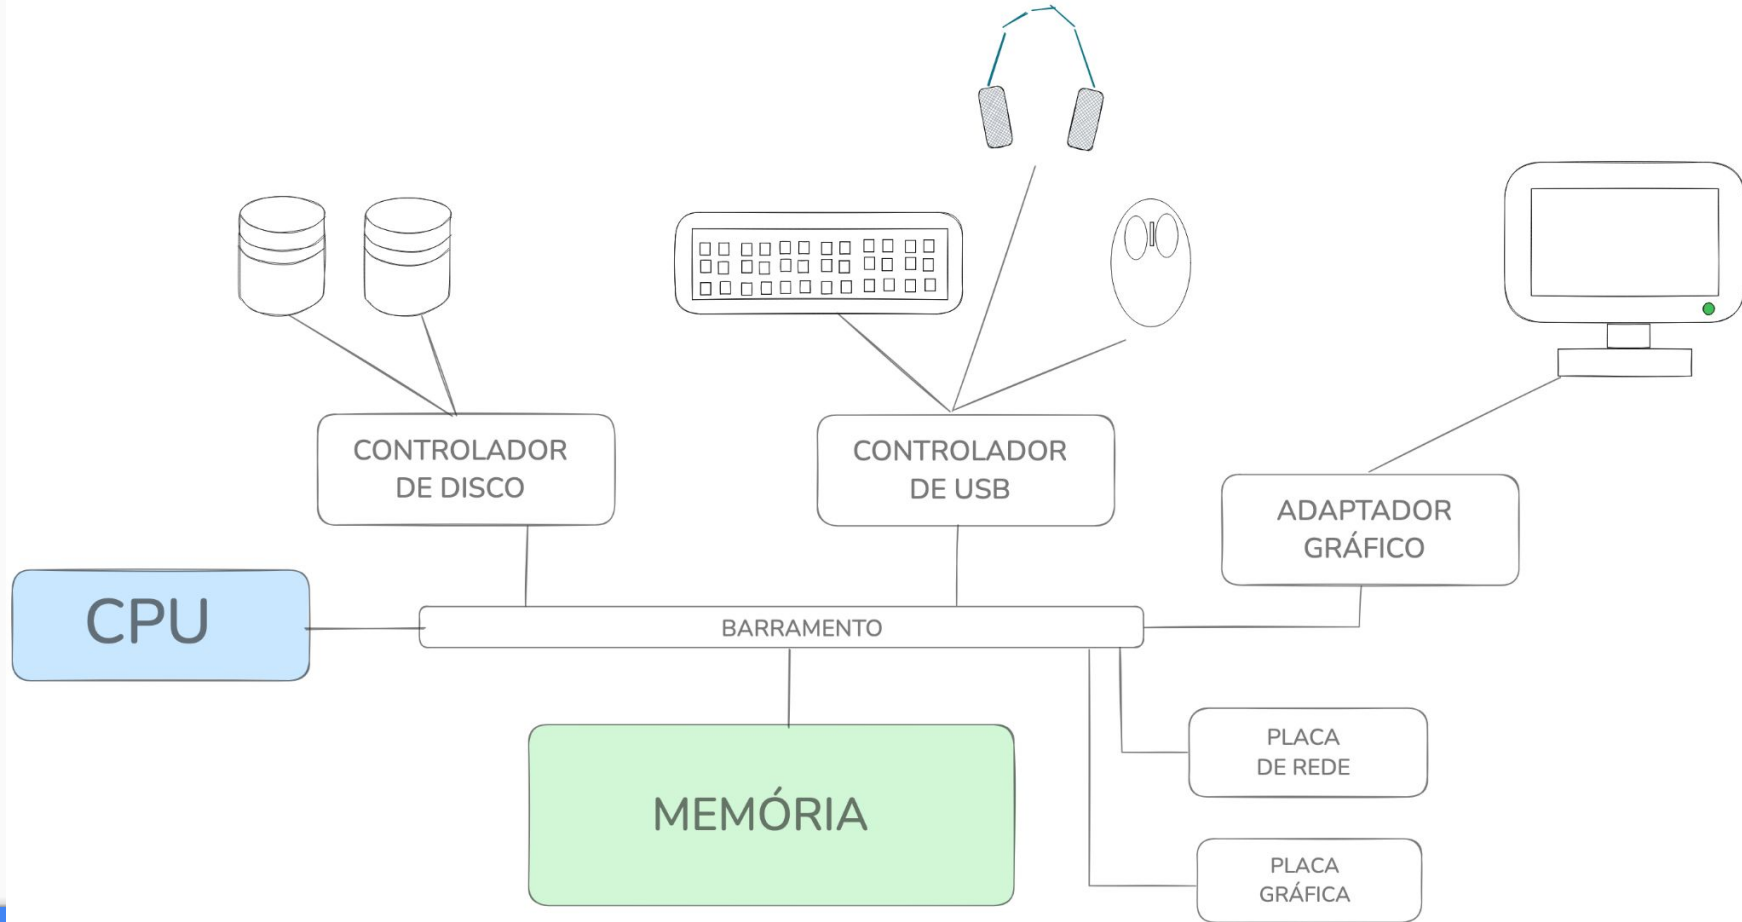 CONTROLADOR
DE DISCO
CONTROLADOR
DE USB
ADAPTADOR
GRÁFICO
CPU
BARRAMENTO
MEMÓRIA
PLACA
DE REDE
PLACA
GRÁFICA